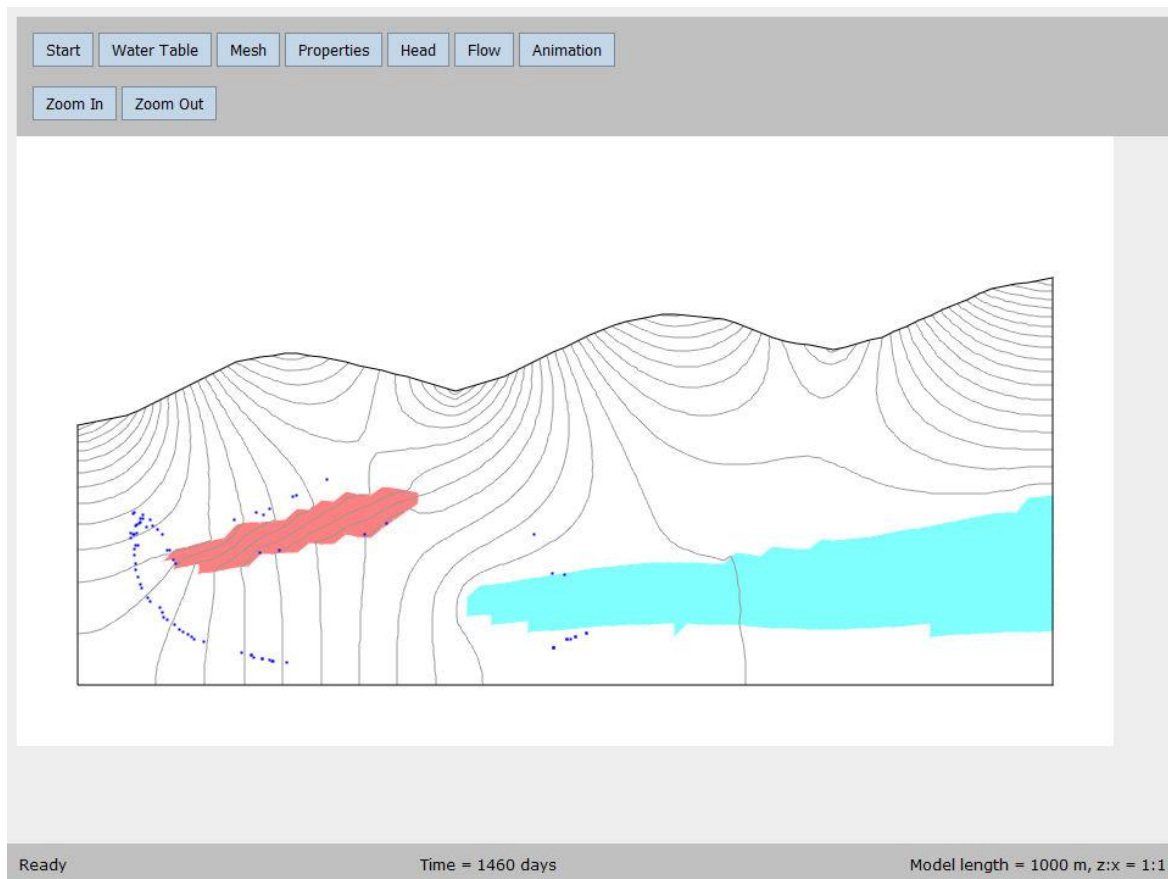 Start Water Table Mesh Properties Head Flow Animation
Zoom In Zoom Out
Ready Time = 1460 days Model length = 1000 m, z:x = 1:1